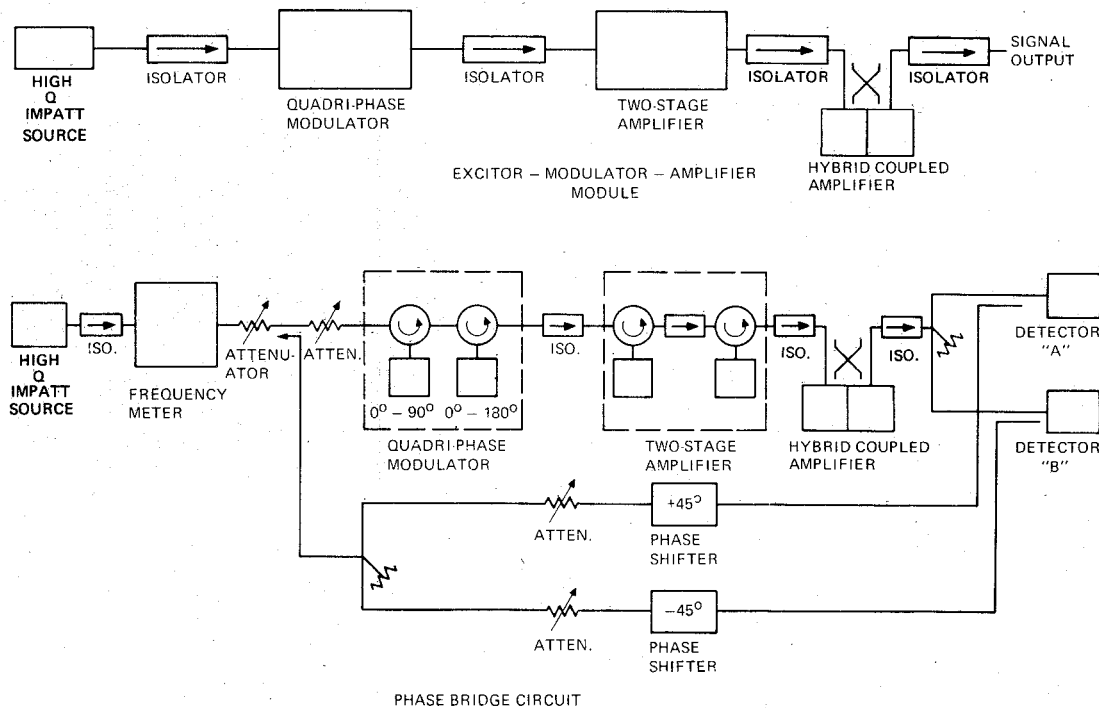 HIGH
Q
IMPATT
SOURCE
ISOLATOR
QUADRI-PHASE
MODULATOR
ISOLATOR
TWO-STAGE
AMPLIFIER
ISOLATOR
ISOLATOR
SIGNAL
OUTPUT
HYBRID COUPLED
AMPLIFIER
EXCITOR – MODULATOR – AMPLIFIER
MODULE
HIGH
Q
IMPATT
SOURCE
ISO.
FREQUENCY
METER
ATTENU-
ATOR
ATTEN.
0° – 90° 0° – 180°
QUADRI-PHASE
MODULATOR
ISO.
TWO-STAGE
AMPLIFIER
ISO.
HYBRID COUPLED
AMPLIFIER
ISO.
DETECTOR
"A"
DETECTOR
"B"
ATTEN.
+45°
PHASE
SHIFTER
ATTEN.
–45°
PHASE
SHIFTER
PHASE BRIDGE CIRCUIT